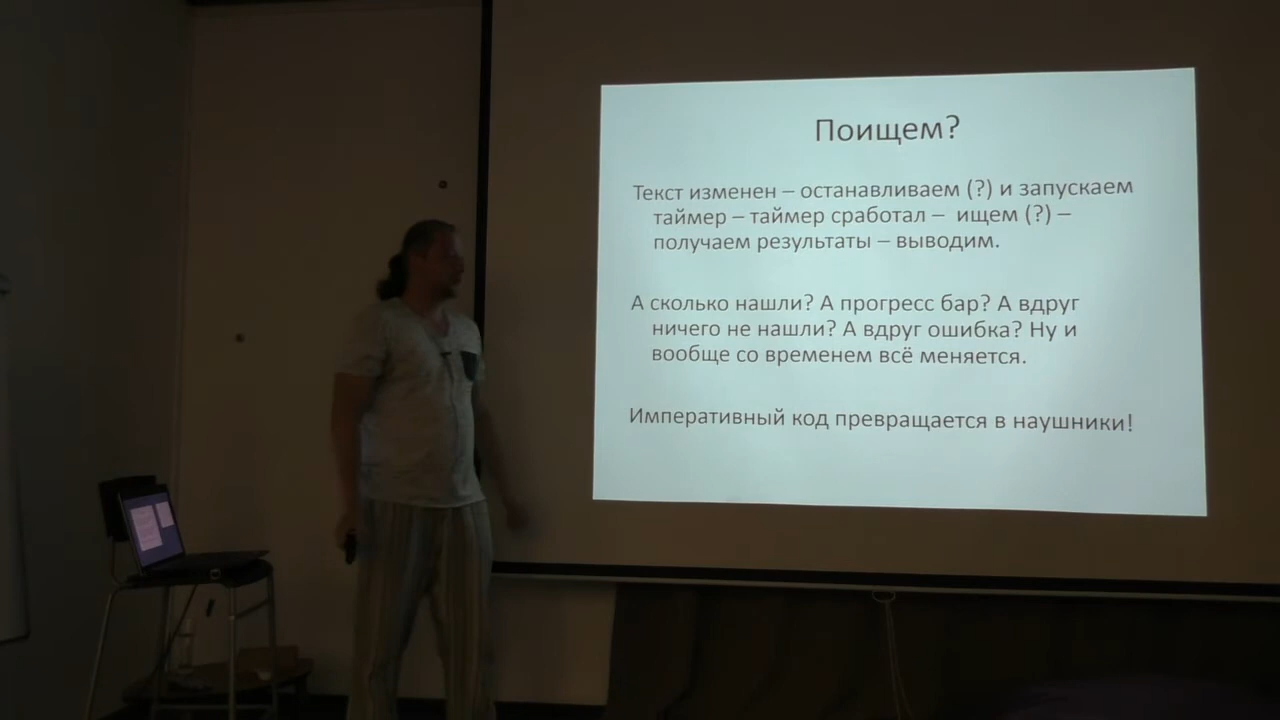 Поищем?
Текст изменен – останавливаем (?) и запускаем
таймер – таймер сработал – ищем (?) –
получаем результаты – выводим.
А сколько нашли? А прогресс бар? А вдруг
ничего не нашли? А вдруг ошибка? Ну и
вообще со временем всё меняется.
Императивный код превращается в наушники!